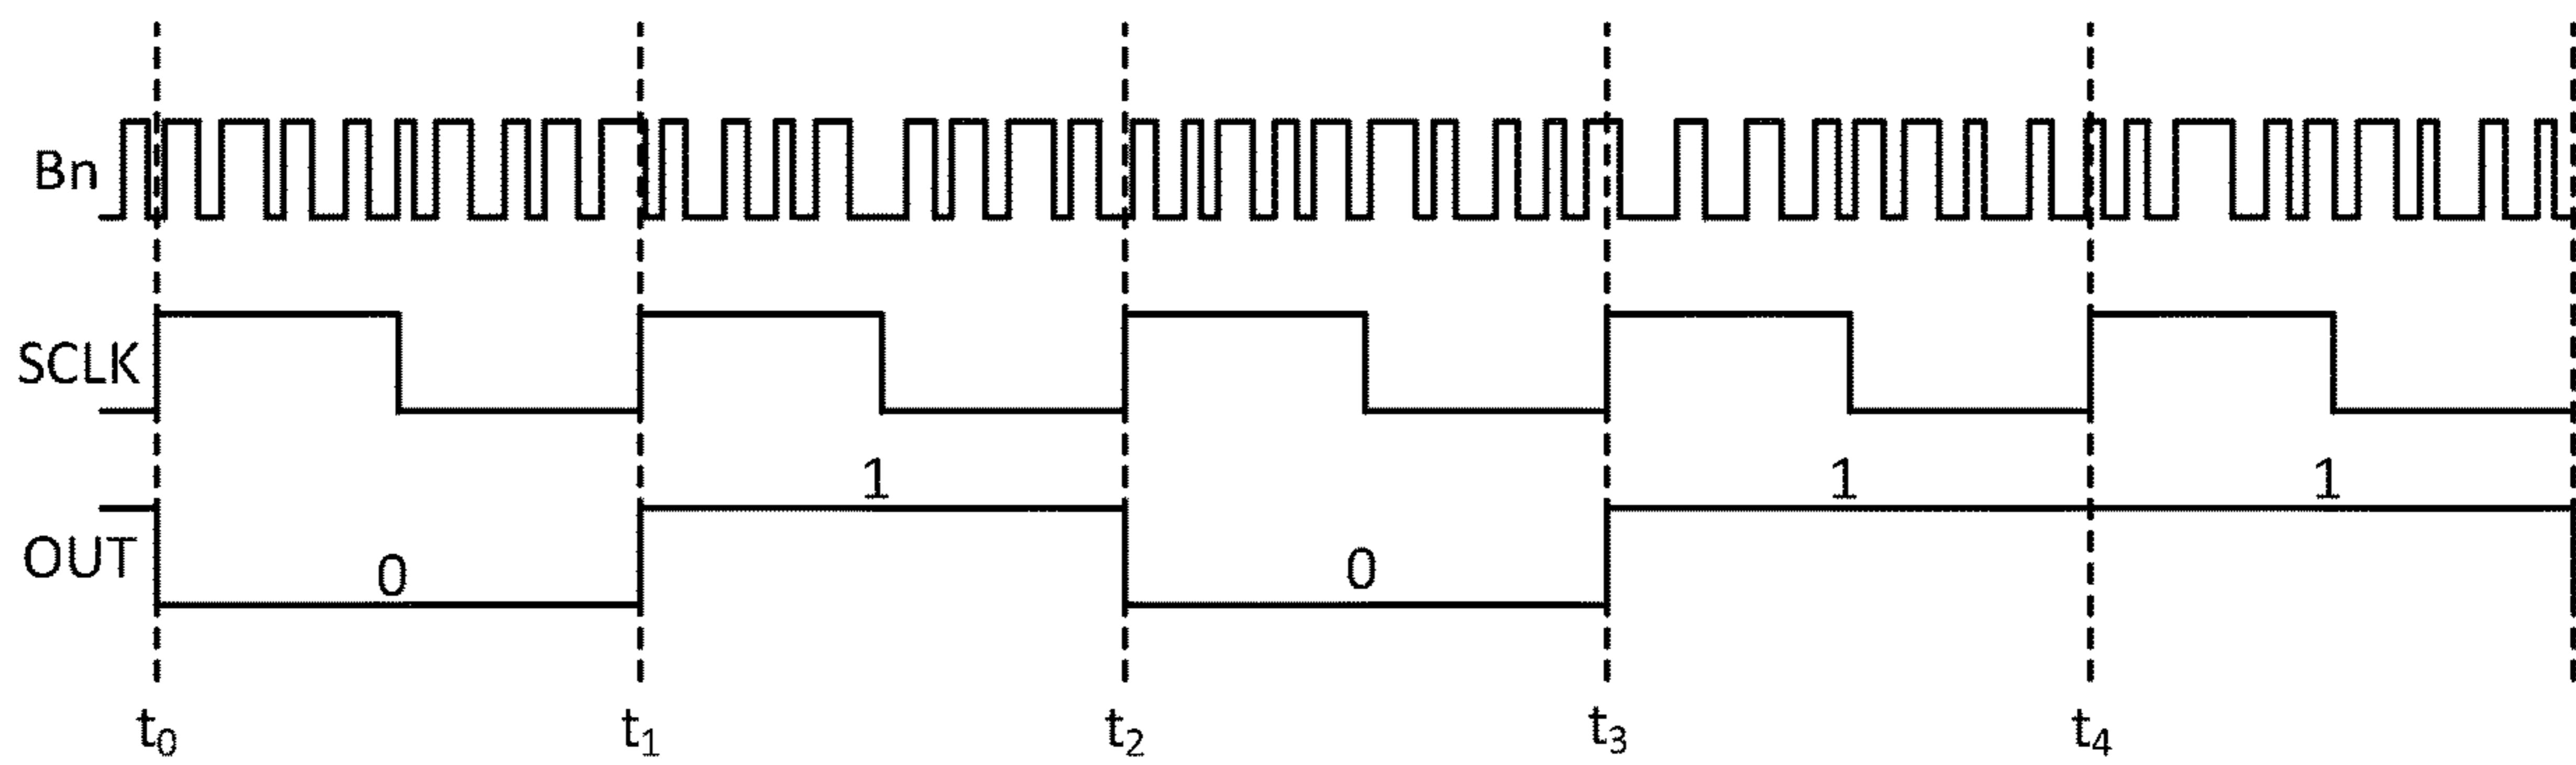 Bn
SCLK
1 1 1
OUT
0 0
t₀ t₁ t₂ t₃ t₄